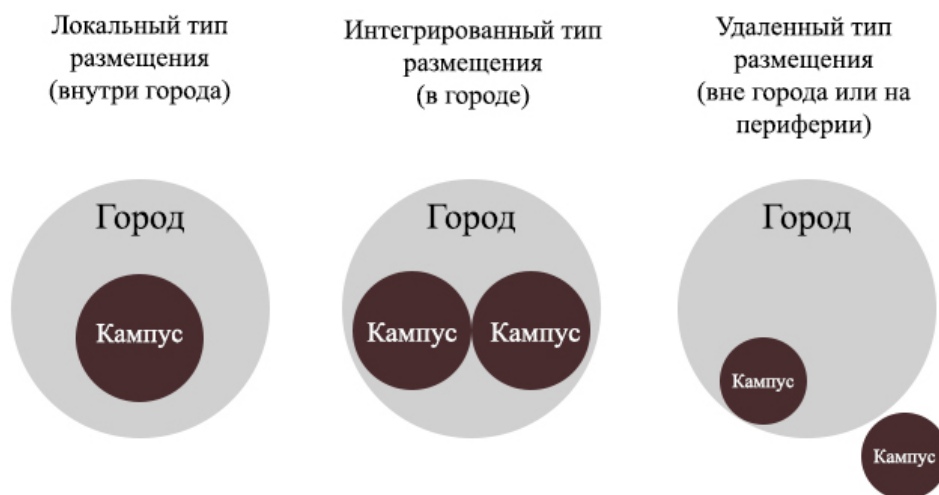 Локальный тип
размещения
(внутри города)
Интегрированный тип
размещения
(в городе)
Удаленный тип
размещения
(вне города или на
периферии)
Город
Кампус
Город
Кампус
Кампус
Город
Кампус
Кампус